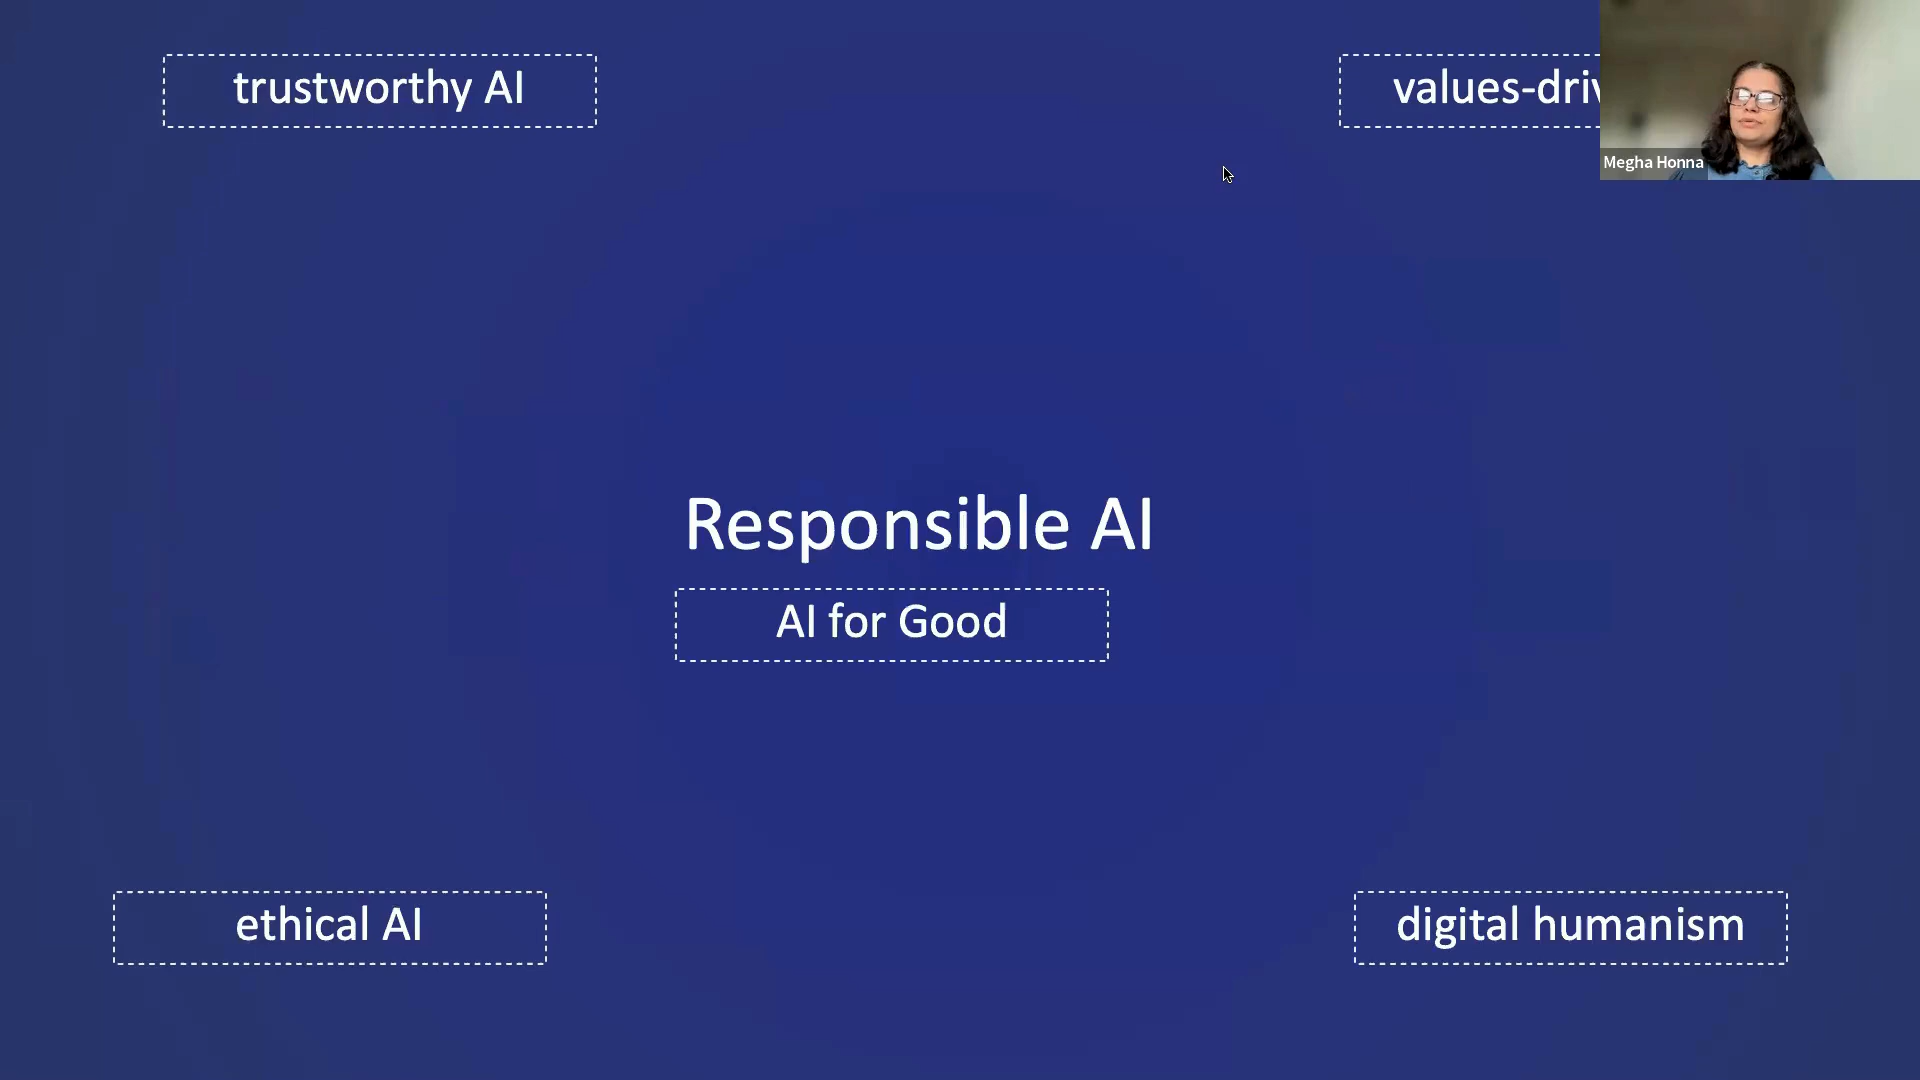 trustworthy AI
values-driv
Megha Honna
Responsible AI
AI for Good
ethical AI
digital humanism